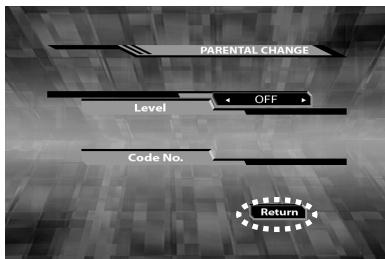 PARENTAL CHANGE
Level ◂ OFF ▸
Code No.
Return